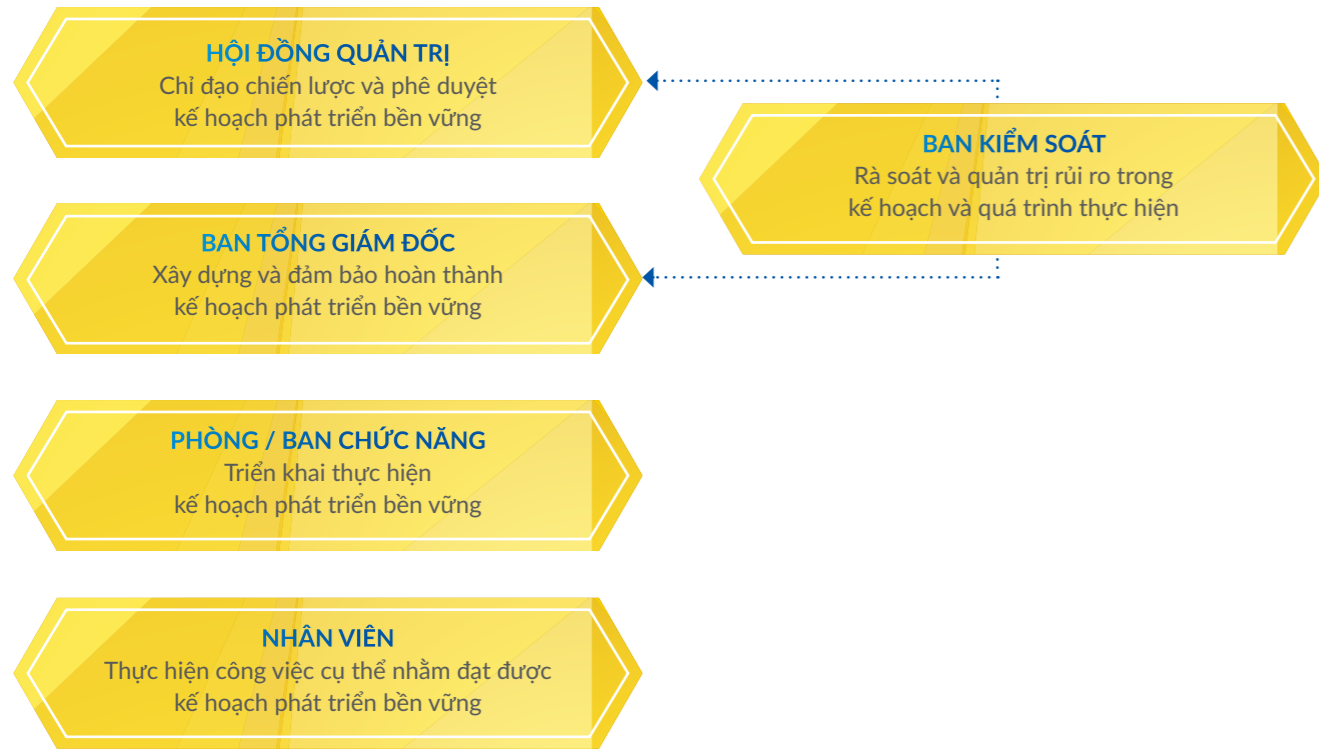 HỘI ĐỒNG QUẢN TRỊ
Chỉ đạo chiến lược và phê duyệt
kế hoạch phát triển bền vững
BAN KIỂM SOÁT
Rà soát và quản trị rủi ro trong
kế hoạch và quá trình thực hiện
BAN TỔNG GIÁM ĐỐC
Xây dựng và đảm bảo hoàn thành
kế hoạch phát triển bền vững
PHÒNG / BAN CHỨC NĂNG
Triển khai thực hiện
kế hoạch phát triển bền vững
NHÂN VIÊN
Thực hiện công việc cụ thể nhằm đạt được
kế hoạch phát triển bền vững